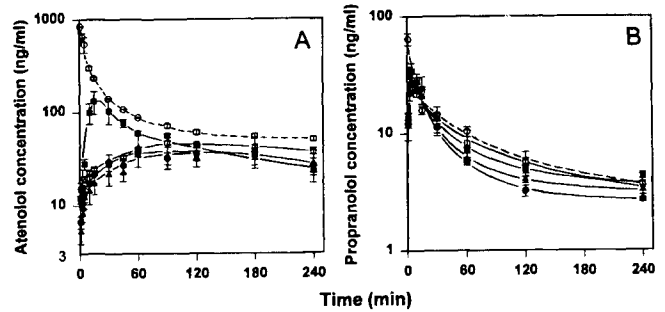 A
B
Atenolol concentration (ng/ml)
1000
100
10
3
0 60 120 180 240
Propranolol concentration (ng/ml)
100
10
1
0 60 120 180 240
Time (min)